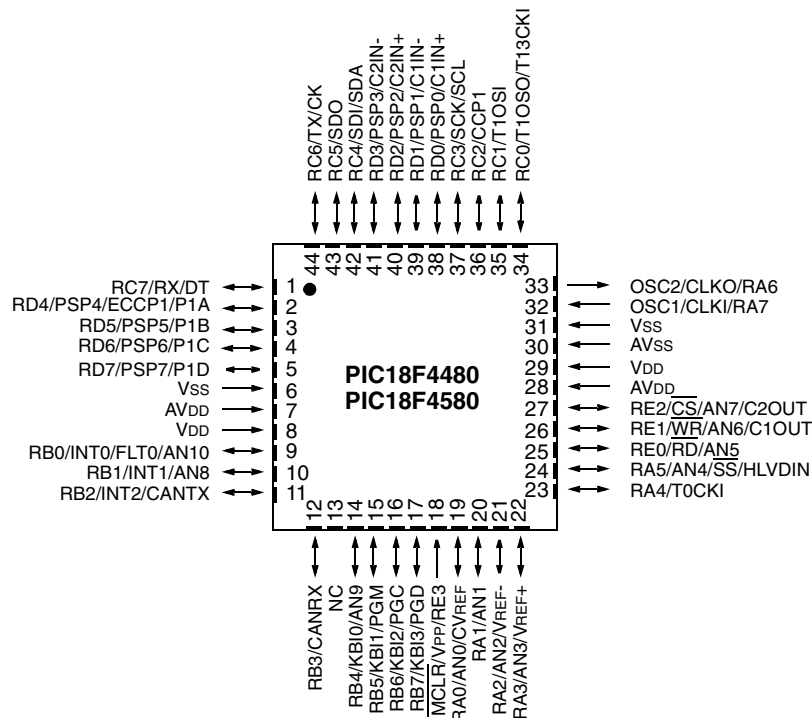 RC6/TX/CK
RC5/SDO
RC4/SDI/SDA
RD3/PSP3/C2IN-
RD2/PSP2/C2IN+
RD1/PSP1/C1IN-
RD0/PSP0/C1IN+
RC3/SCK/SCL
RC2/CCP1
RC1/T1OSI
RC0/T1OSO/T13CKI
44
43
42
41
40
39
38
37
36
35
34
RC7/RX/DT 1
RD4/PSP4/ECCP1/P1A 2
RD5/PSP5/P1B 3
RD6/PSP6/P1C 4
RD7/PSP7/P1D 5
VSS 6
AVDD 7
VDD 8
RB0/INT0/FLT0/AN10 9
RB1/INT1/AN8 10
RB2/INT2/CANTX 11
PIC18F4480
PIC18F4580
33 OSC2/CLKO/RA6
32 OSC1/CLKI/RA7
31 VSS
30 AVSS
29 VDD
28 AVDD
27 RE2/CS/AN7/C2OUT
26 RE1/WR/AN6/C1OUT
25 RE0/RD/AN5
24 RA5/AN4/SS/HLVDIN
23 RA4/T0CKI
12
13
14
15
16
17
18
19
20
21
22
RB3/CANRX
NC
RB4/KBI0/AN9
RB5/KBI1/PGM
RB6/KBI2/PGC
RB7/KBI3/PGD
MCLR/VPP/RE3
RA0/AN0/CVREF
RA1/AN1
RA2/AN2/VREF-
RA3/AN3/VREF+